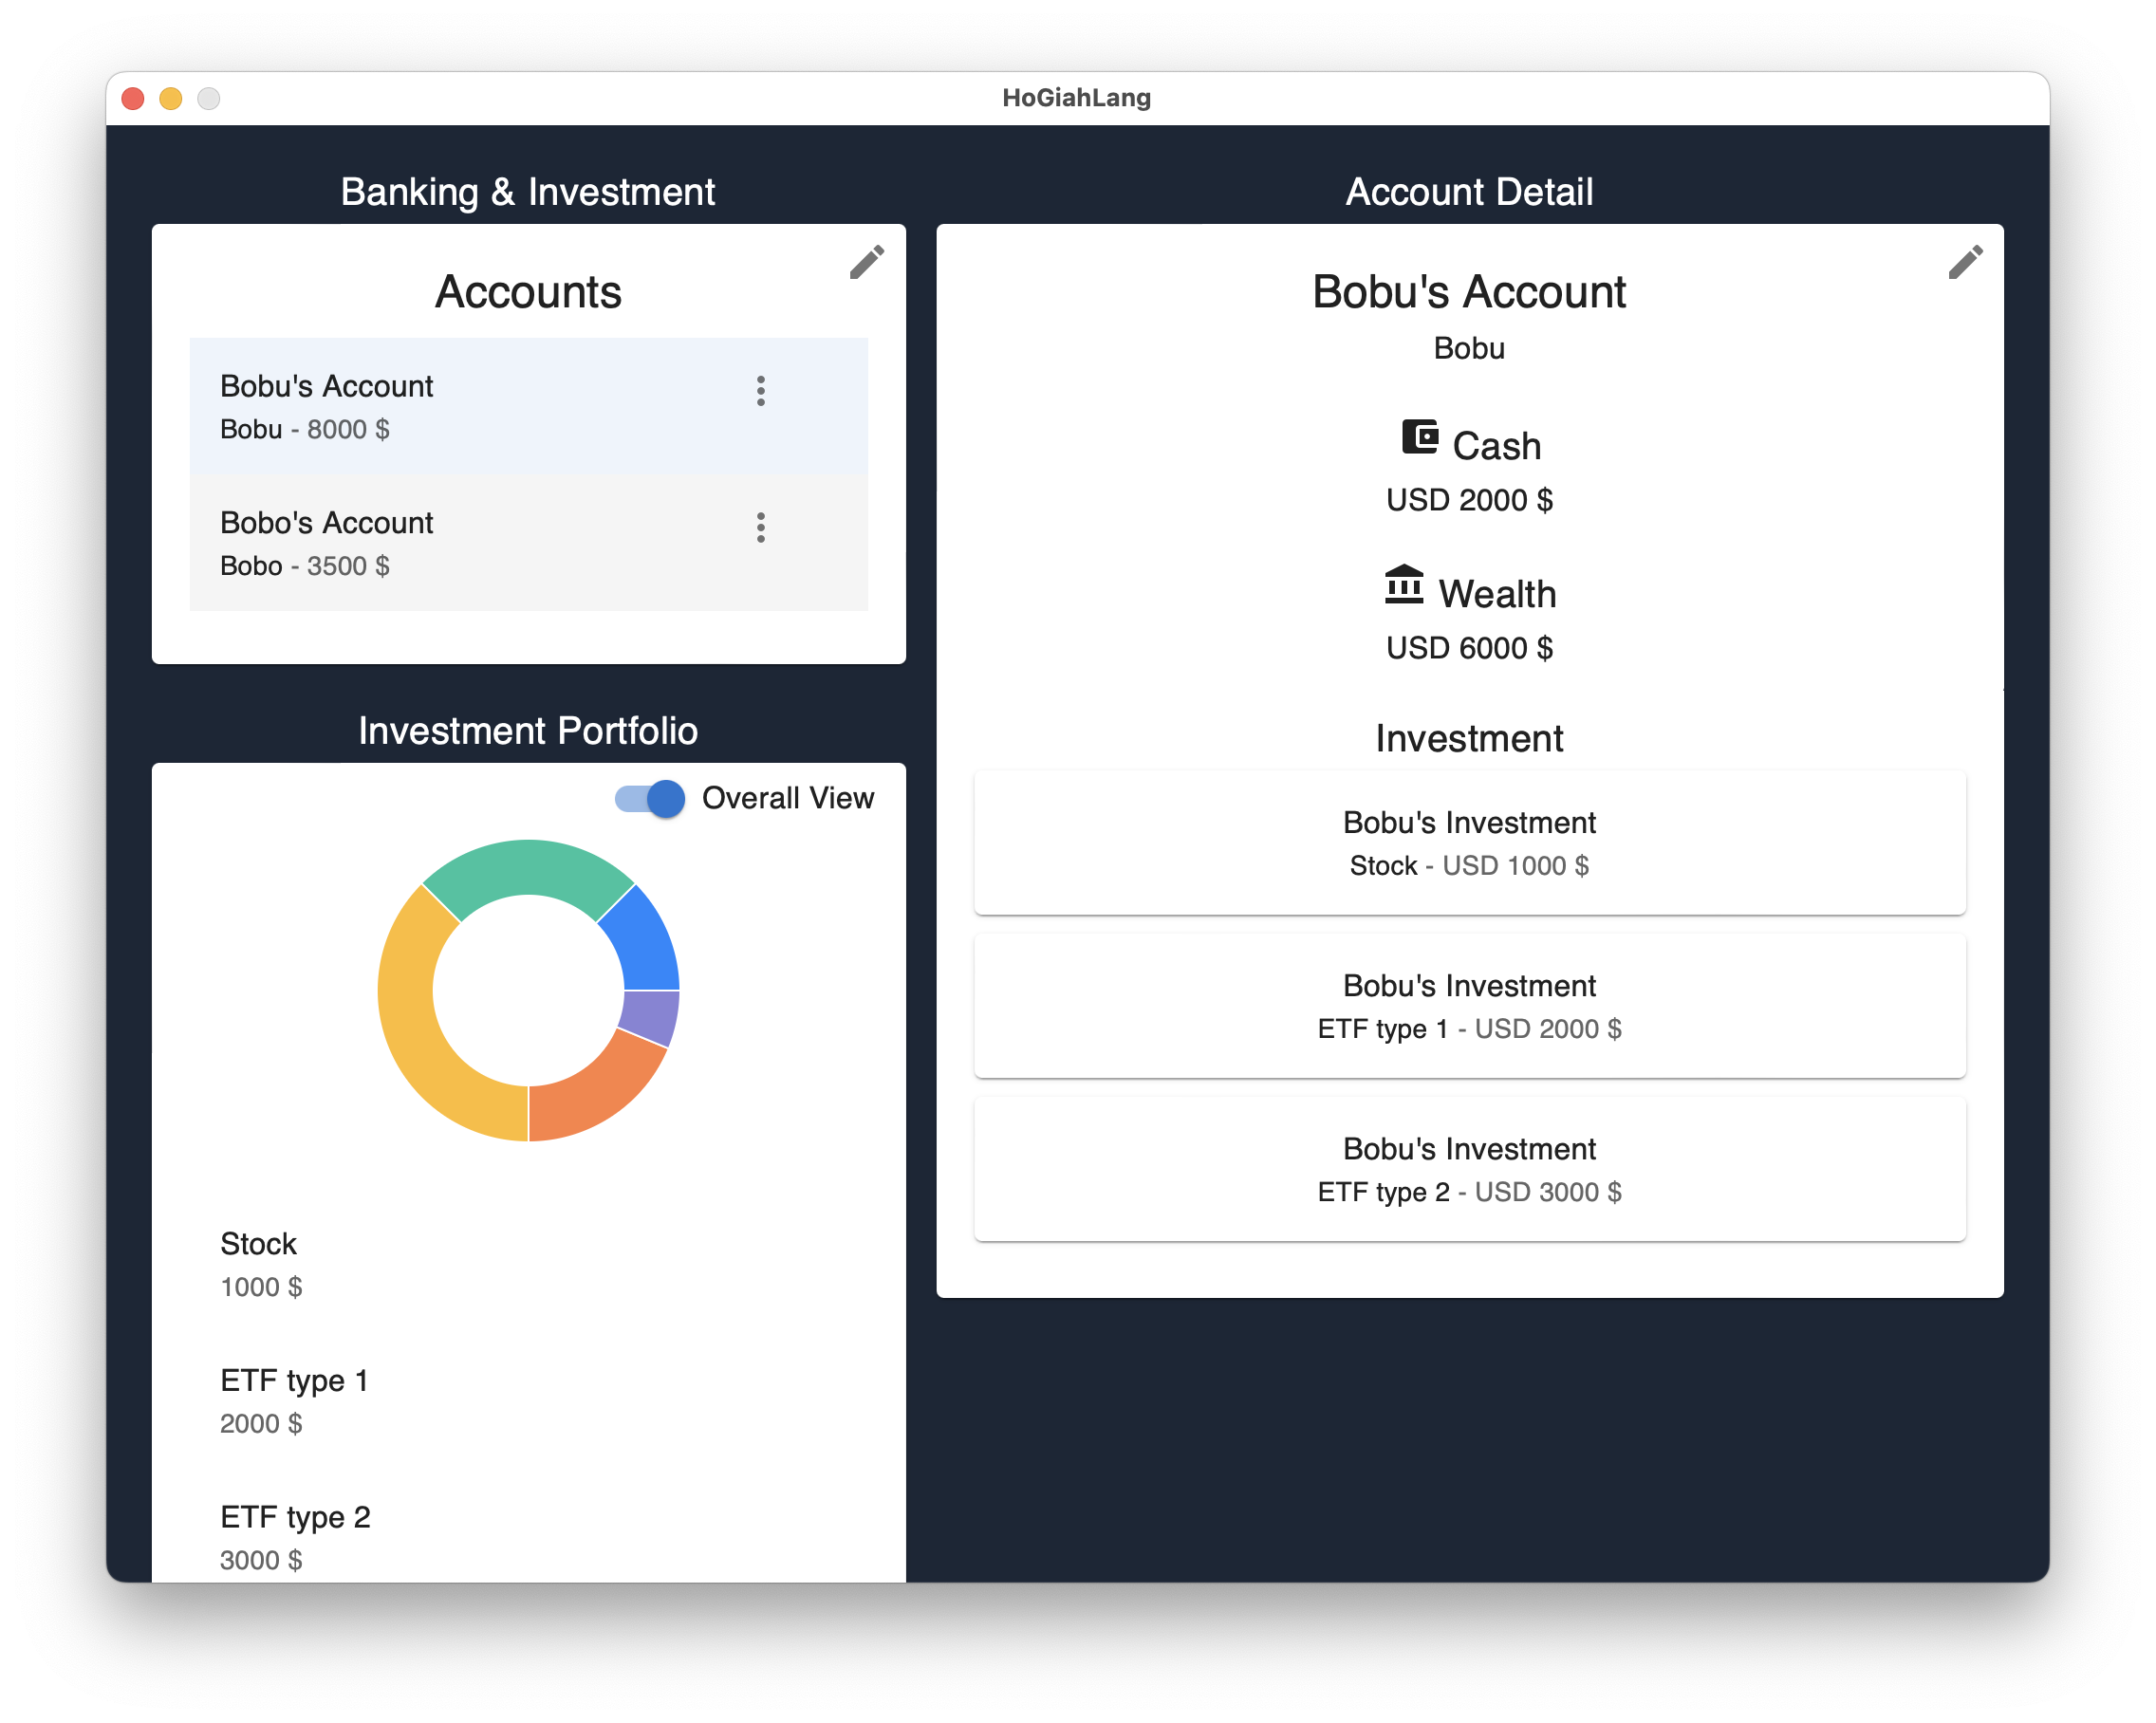 HoGiahLang
Banking & Investment
Accounts
Bobu's Account
Bobu - 8000 $
Bobo's Account
Bobo - 3500 $
Investment Portfolio
Overall View
Stock
1000 $
ETF type 1
2000 $
ETF type 2
3000 $
Account Detail
Bobu's Account
Bobu
Cash
USD 2000 $
Wealth
USD 6000 $
Investment
Bobu's Investment
Stock - USD 1000 $
Bobu's Investment
ETF type 1 - USD 2000 $
Bobu's Investment
ETF type 2 - USD 3000 $